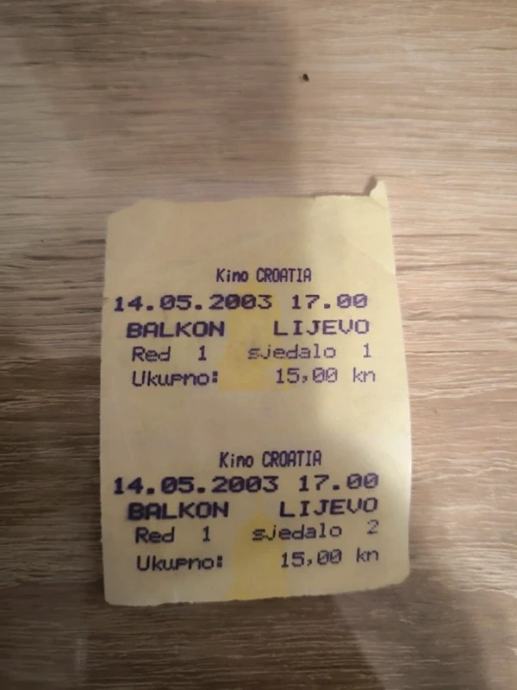 Kino CROATIA
14.05.2003 17.00
BALKON LIJEVO
Red 1 sjedalo 1
Ukupno: 15,00 kn
Kino CROATIA
14.05.2003 17.00
BALKON LIJEVO
Red 1 sjedalo 2
Ukupno: 15,00 kn